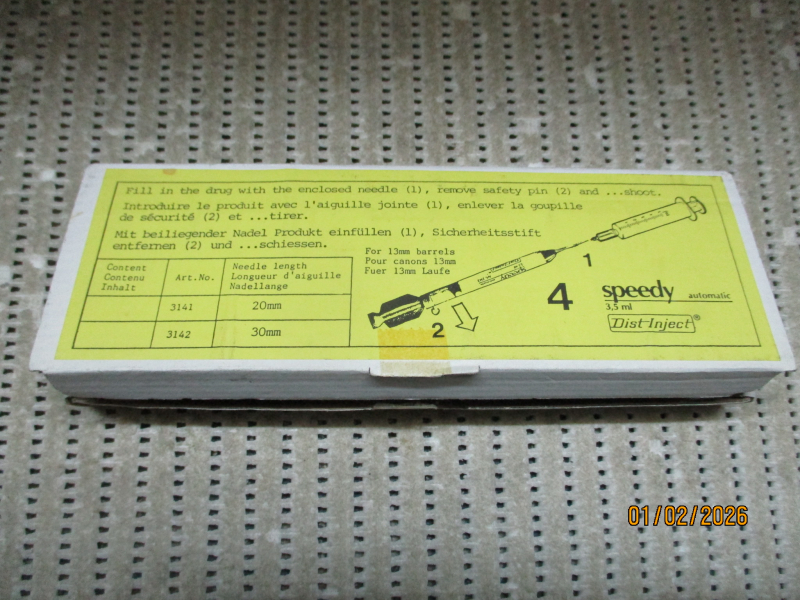 Fill in the drug with the enclosed needle (1), remove safety pin (2) and ...shoot.
Introduire le produit avec l'aiguille jointe (1), enlever la goupille
de sécurité (2) et ...tirer.
Mit beiliegender Nadel Produkt einfüllen (1), Sicherheitsstift
entfernen (2) und ...schiessen.
Content
Contenu
Inhalt
Art.No.
Needle length
Longueur d'aiguille
Nadellange
3141
20mm
3142
30mm
For 13mm barrels
Pour canons 13mm
Fuer 13mm Laufe
1
2
4
speedy automatic
3,5 ml
Dist-Inject®
01/02/2026